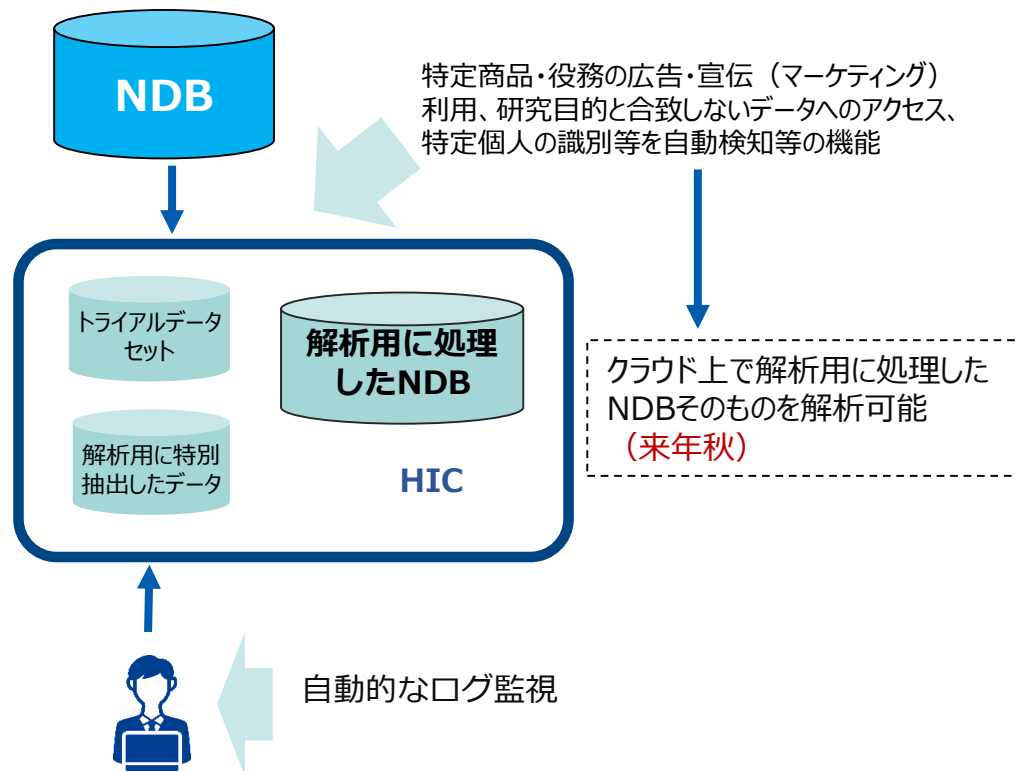 NDB
特定商品・役務の広告・宣伝（マーケティング）
利用、研究目的と合致しないデータへのアクセス、
特定個人の識別等を自動検知等の機能
トライアルデータ
セット
解析用に処理
したNDB
解析用に特別
抽出したデータ
HIC
クラウド上で解析用に処理した
NDBそのものを解析可能
（来年秋）
自動的なログ監視